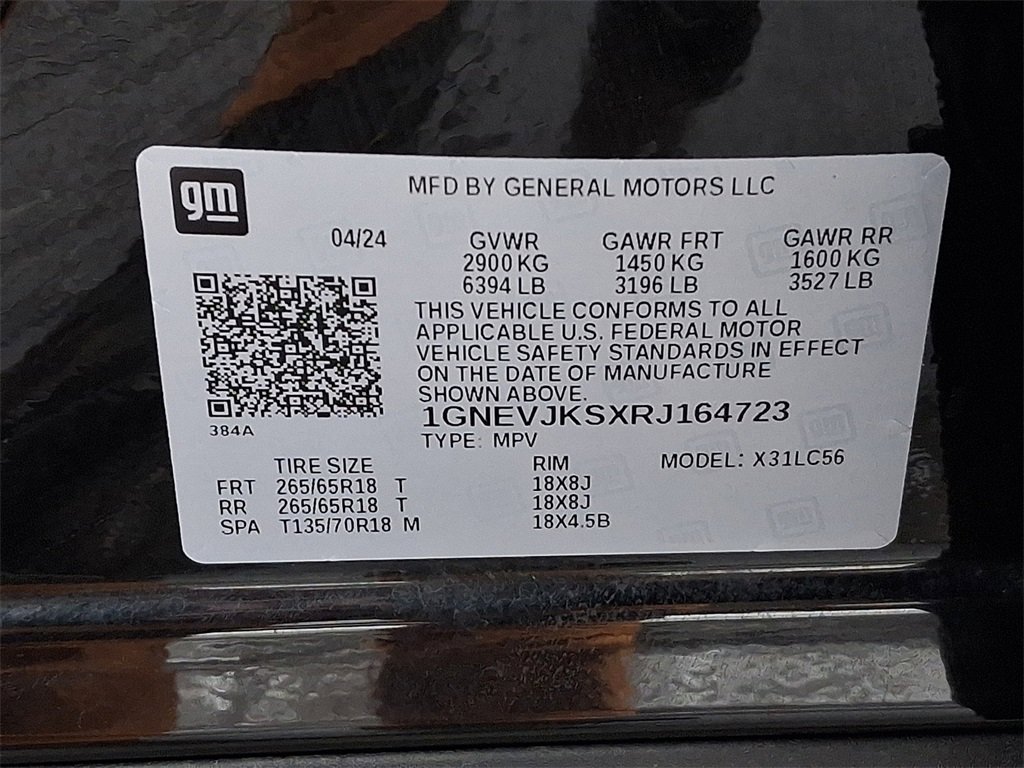 gm
MFD BY GENERAL MOTORS LLC
04/24 GVWR GAWR FRT GAWR RR
2900 KG 1450 KG 1600 KG
6394 LB 3196 LB 3527 LB
THIS VEHICLE CONFORMS TO ALL
APPLICABLE U.S. FEDERAL MOTOR
VEHICLE SAFETY STANDARDS IN EFFECT
ON THE DATE OF MANUFACTURE
SHOWN ABOVE.
1GNEVJKSXRJ164723
384A
TYPE: MPV
TIRE SIZE RIM MODEL: X31LC56
FRT 265/65R18 T 18X8J
RR 265/65R18 T 18X8J
SPA T135/70R18 M 18X4.5B